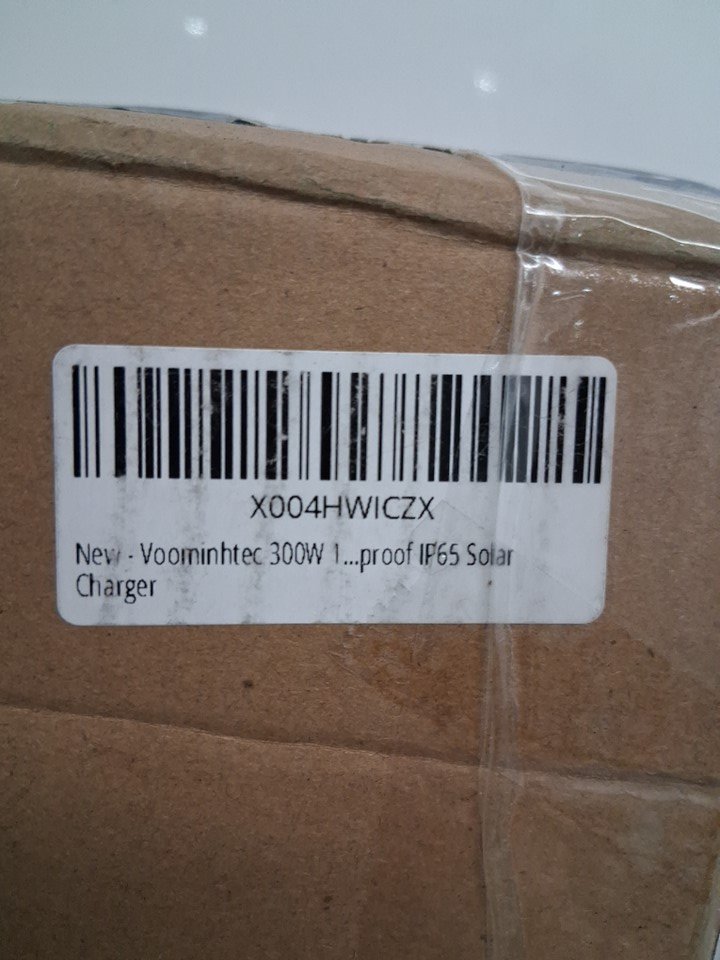 X004HWICZX
New - Voominhtec 300W 1...proof IP65 Solar
Charger